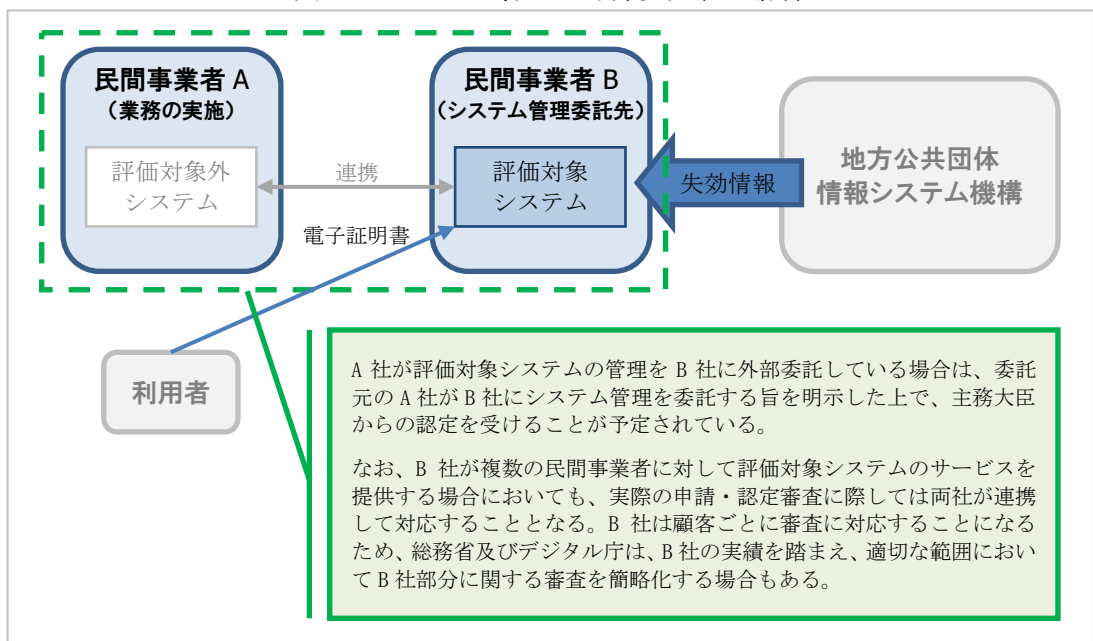 民間事業者 A
（業務の実施）
評価対象外
システム
連携
民間事業者 B
（システム管理委託先）
評価対象
システム
失効情報
地方公共団体
情報システム機構
電子証明書
利用者
A 社が評価対象システムの管理を B 社に外部委託している場合は、委託
元の A 社が B 社にシステム管理を委託する旨を明示した上で、主務大臣
からの認定を受けることが予定されている。
なお、B 社が複数の民間事業者に対して評価対象システムのサービスを
提供する場合においても、実際の申請・認定審査に際しては両社が連携
して対応することとなる。B 社は顧客ごとに審査に対応することになる
ため、総務省及びデジタル庁は、B 社の実績を踏まえ、適切な範囲におい
て B 社部分に関する審査を簡略化する場合もある。